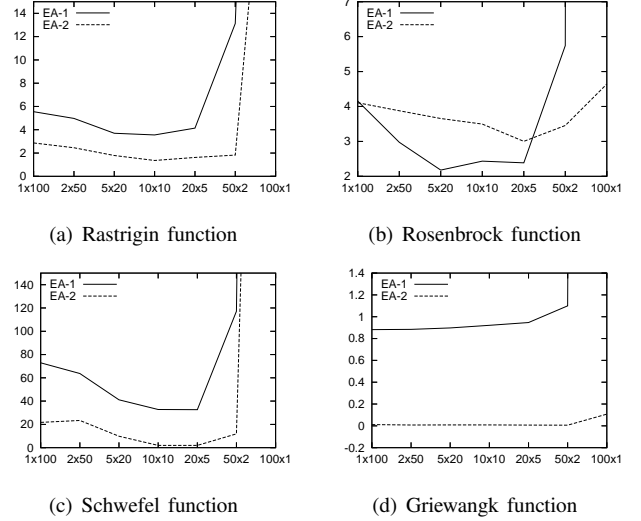 14
12
10
8
6
4
2
0
EA-1
EA-2
1x100 2x50 5x20 10x10 20x5 50x2 100x1
(a) Rastrigin function
7
6
5
4
3
2
EA-1
EA-2
1x100 2x50 5x20 10x10 20x5 50x2 100x1
(b) Rosenbrock function
140
120
100
80
60
40
20
0
EA-1
EA-2
1x100 2x50 5x20 10x10 20x5 50x2 100x1
(c) Schwefel function
1.4
1.2
1
0.8
0.6
0.4
0.2
0
-0.2
EA-1
EA-2
1x100 2x50 5x20 10x10 20x5 50x2 100x1
(d) Griewangk function